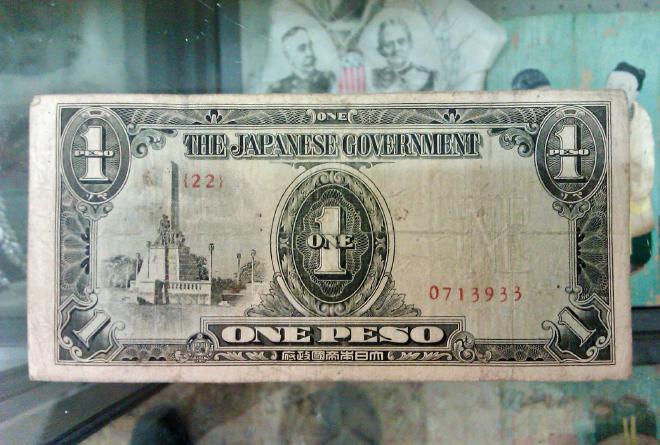 ONE
1 PESO
1 PESO
THE JAPANESE GOVERNMENT
{22}
1 ONE
0713933
1
1
ONE PESO
府政國帝本日大